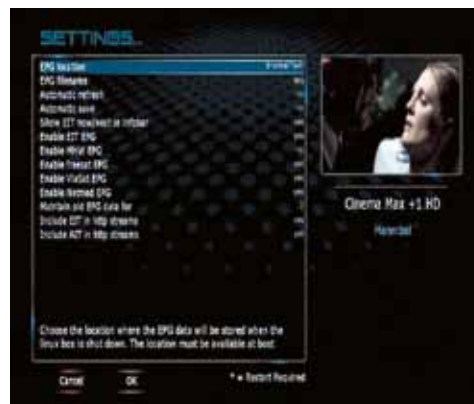 SETTINGS...
EPG location
EPG filename
Automatic refresh
Automatic save
Show EIT now/next in infobar
Enable EIT EPG
Enable MHW EPG
Enable freesat EPG
Enable ViaSat EPG
Enable Netmed EPG
Maintain old EPG data for
Include EIT in http streams
Include AIT in http streams
Cinema Max +1 HD
Choose the location where the EPG data will be stored when the
linux box is shut down. The location must be available at boot
Cancel OK * = Restart Required